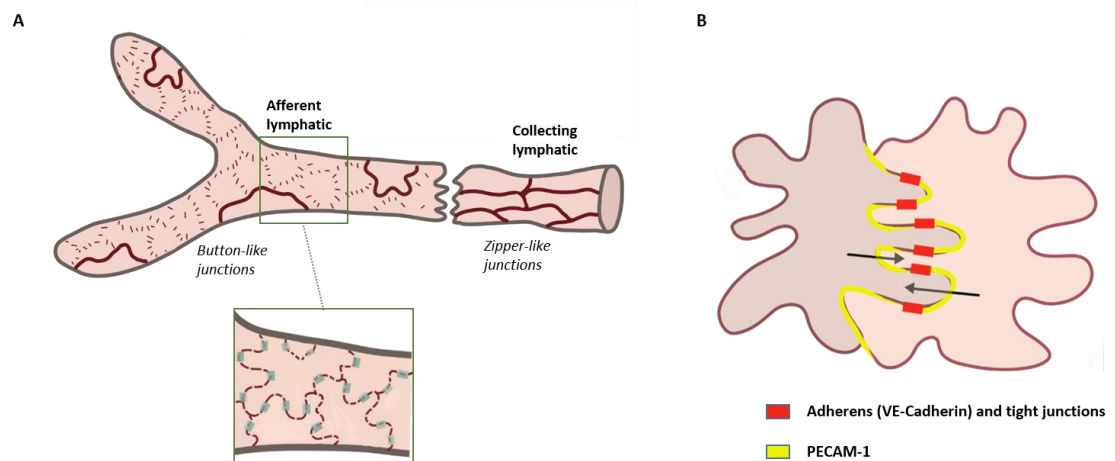 A
B
Afferent
lymphatic
Collecting
lymphatic
Button-like
junctions
Zipper-like
junctions
Adherens (VE-Cadherin) and tight junctions
PECAM-1